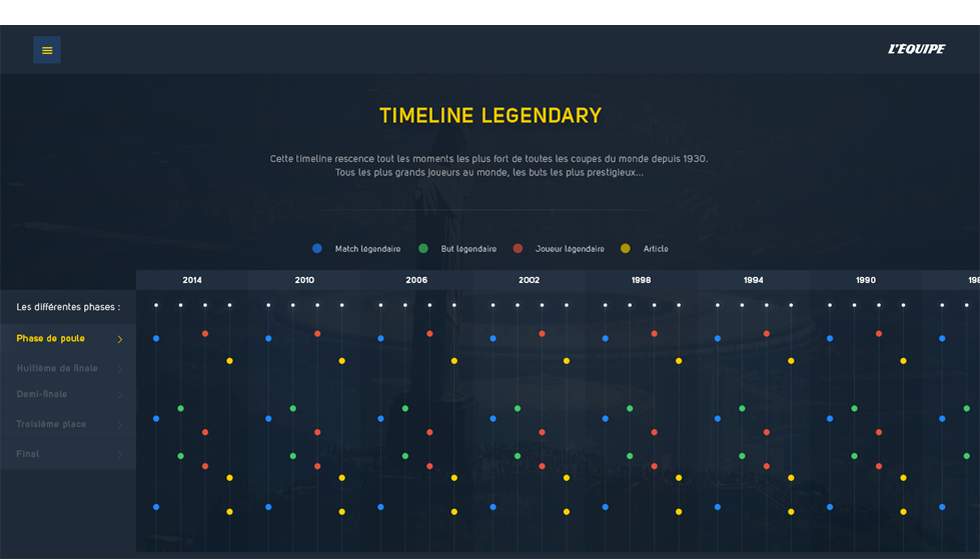 L'ÉQUIPE
TIMELINE LEGENDARY
Cette timeline rescence tout les moments les plus fort de toutes les coupes du monde depuis 1930.
Tous les plus grands joueurs au monde, les buts les plus prestigieux...
Match légendaire But légendaire Joueur légendaire Article
2014 2010 2006 2002 1998 1994 1990
Les différentes phases :
Phase de poule
Huitième de finale
Demi-finale
Troisième place
Final